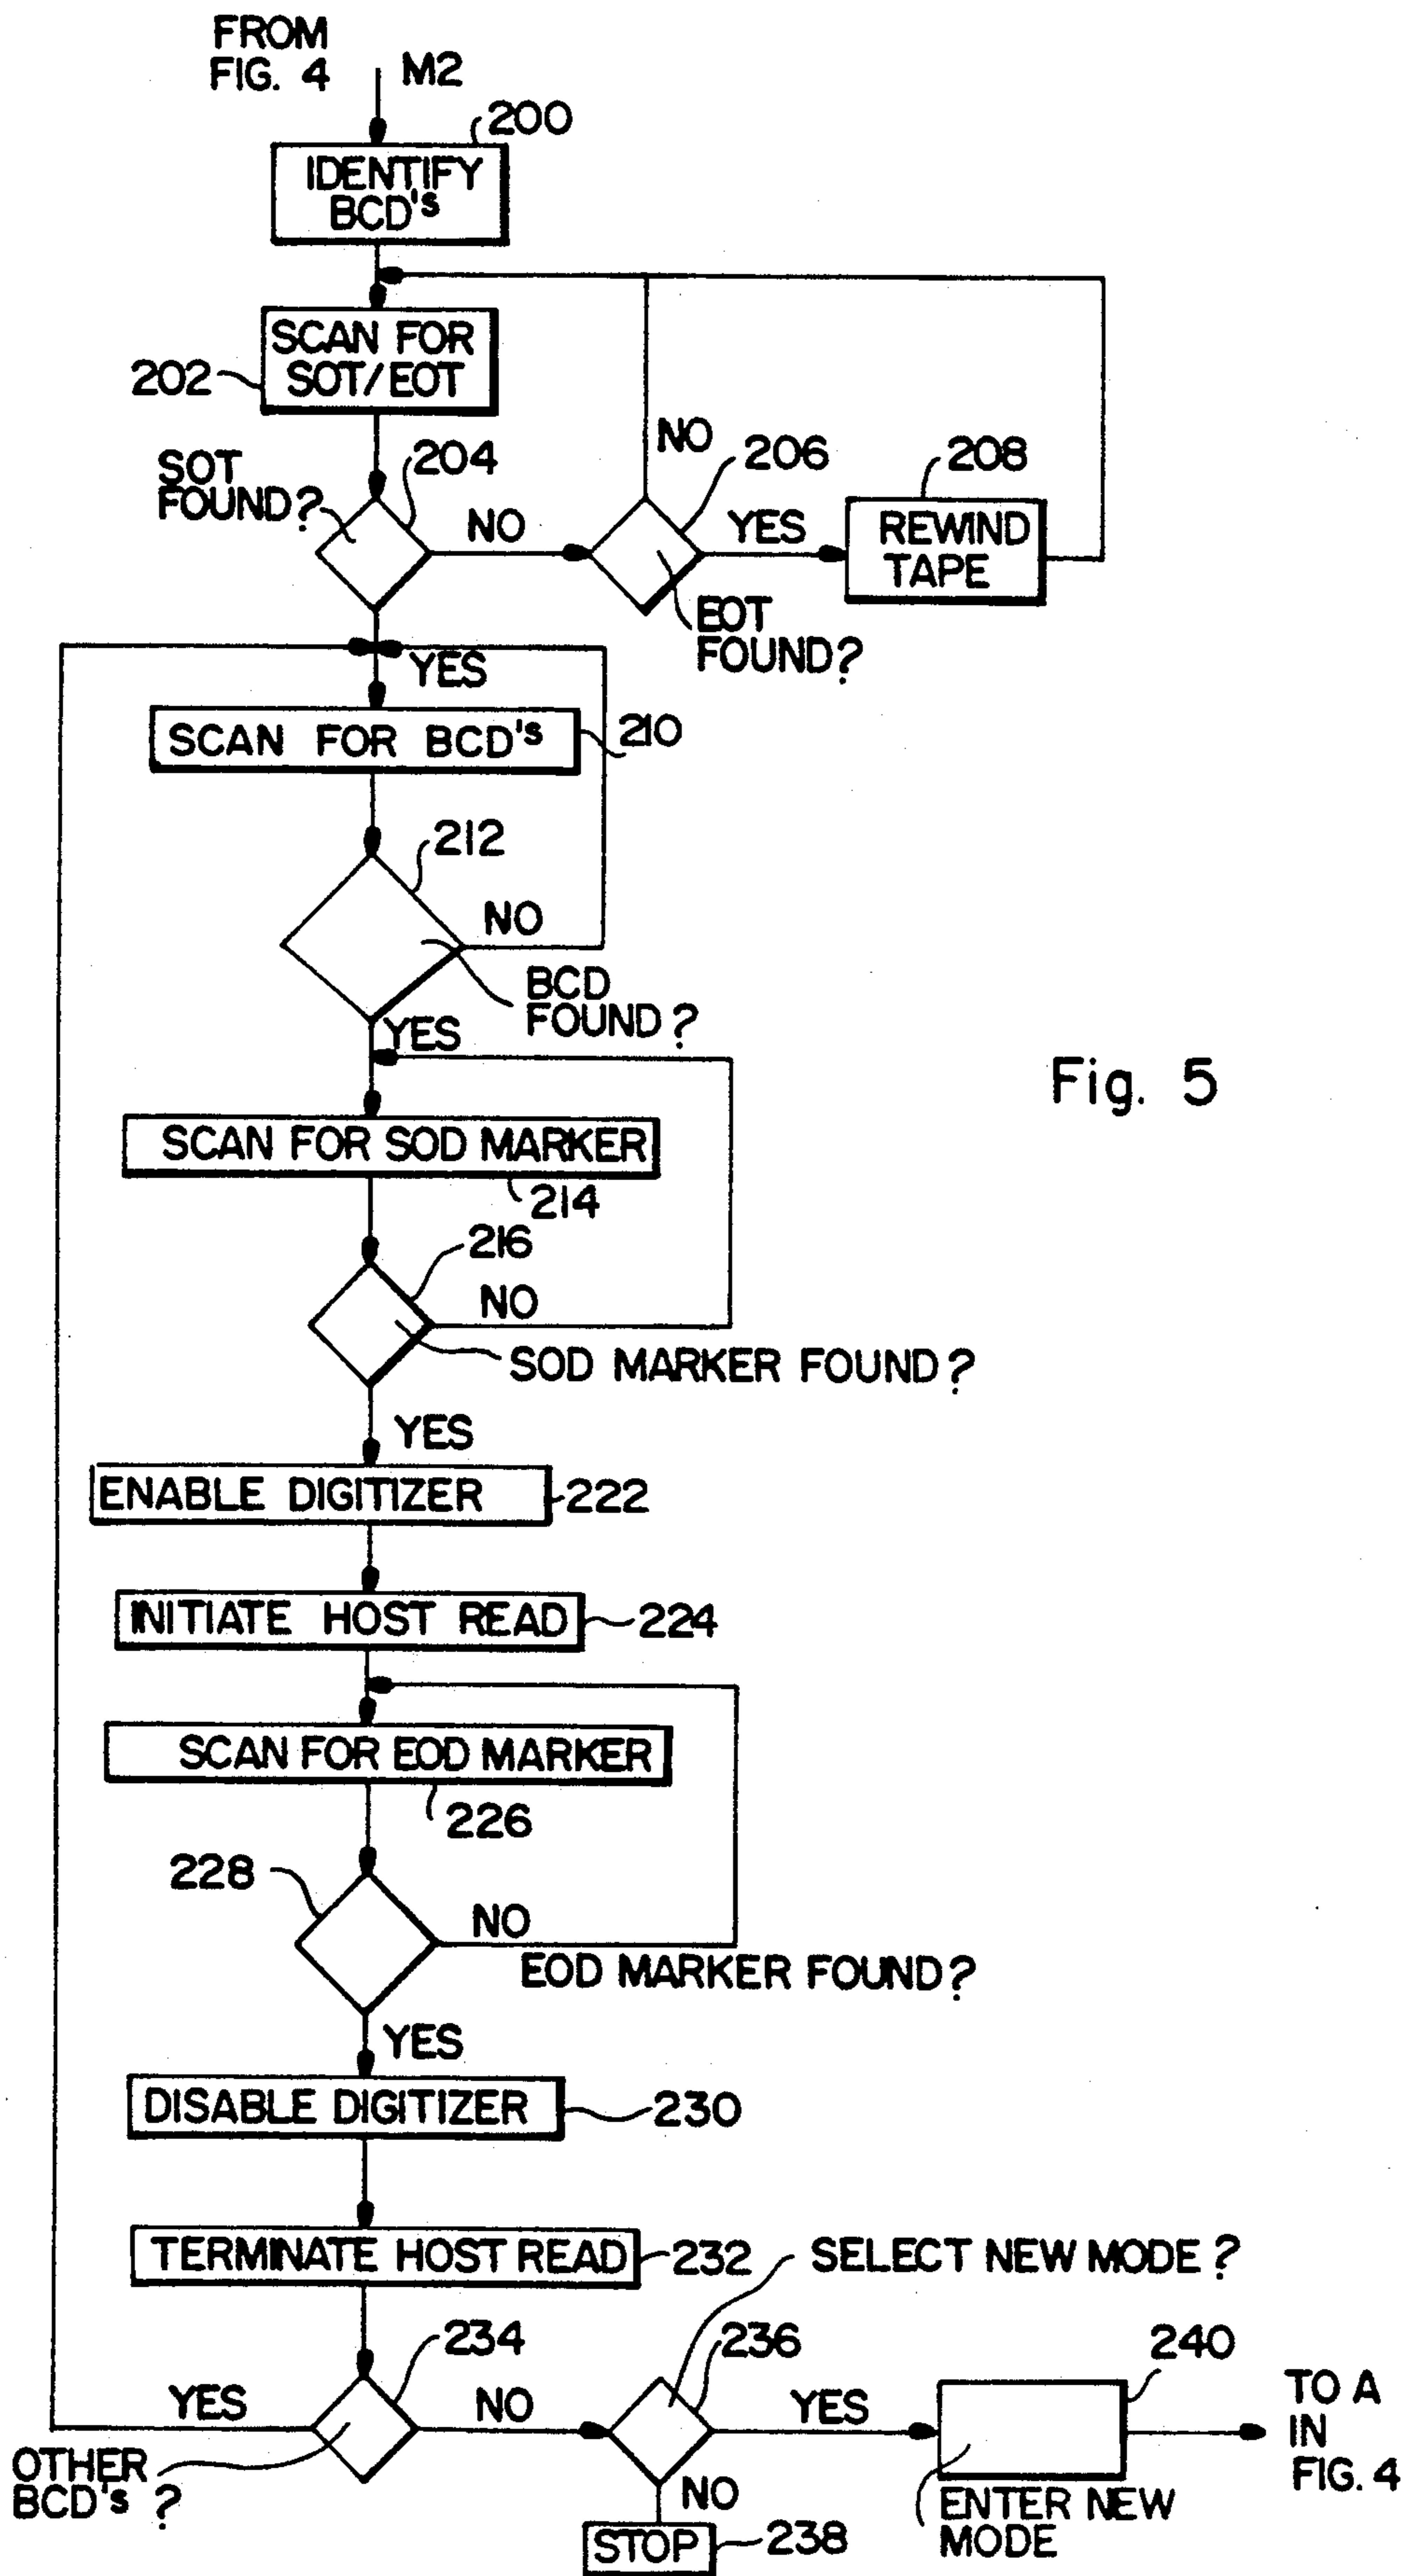 FROM
FIG. 4
M2
200
IDENTIFY
BCD's
SCAN FOR
SOT/EOT
202
SOT
FOUND?
204
NO
NO
206
YES
EOT
FOUND?
208
REWIND
TAPE
YES
SCAN FOR BCD's
210
212
NO
BCD
FOUND?
YES
SCAN FOR SOD MARKER
214
216
NO
SOD MARKER FOUND?
YES
ENABLE DIGITIZER
222
INITIATE HOST READ
224
SCAN FOR EOD MARKER
226
228
NO
EOD MARKER FOUND?
YES
DISABLE DIGITIZER
230
TERMINATE HOST READ
232
SELECT NEW MODE?
234
YES
NO
OTHER
BCD's ?
236
YES
NO
STOP
238
240
ENTER NEW
MODE
TO A
IN
FIG. 4
Fig. 5